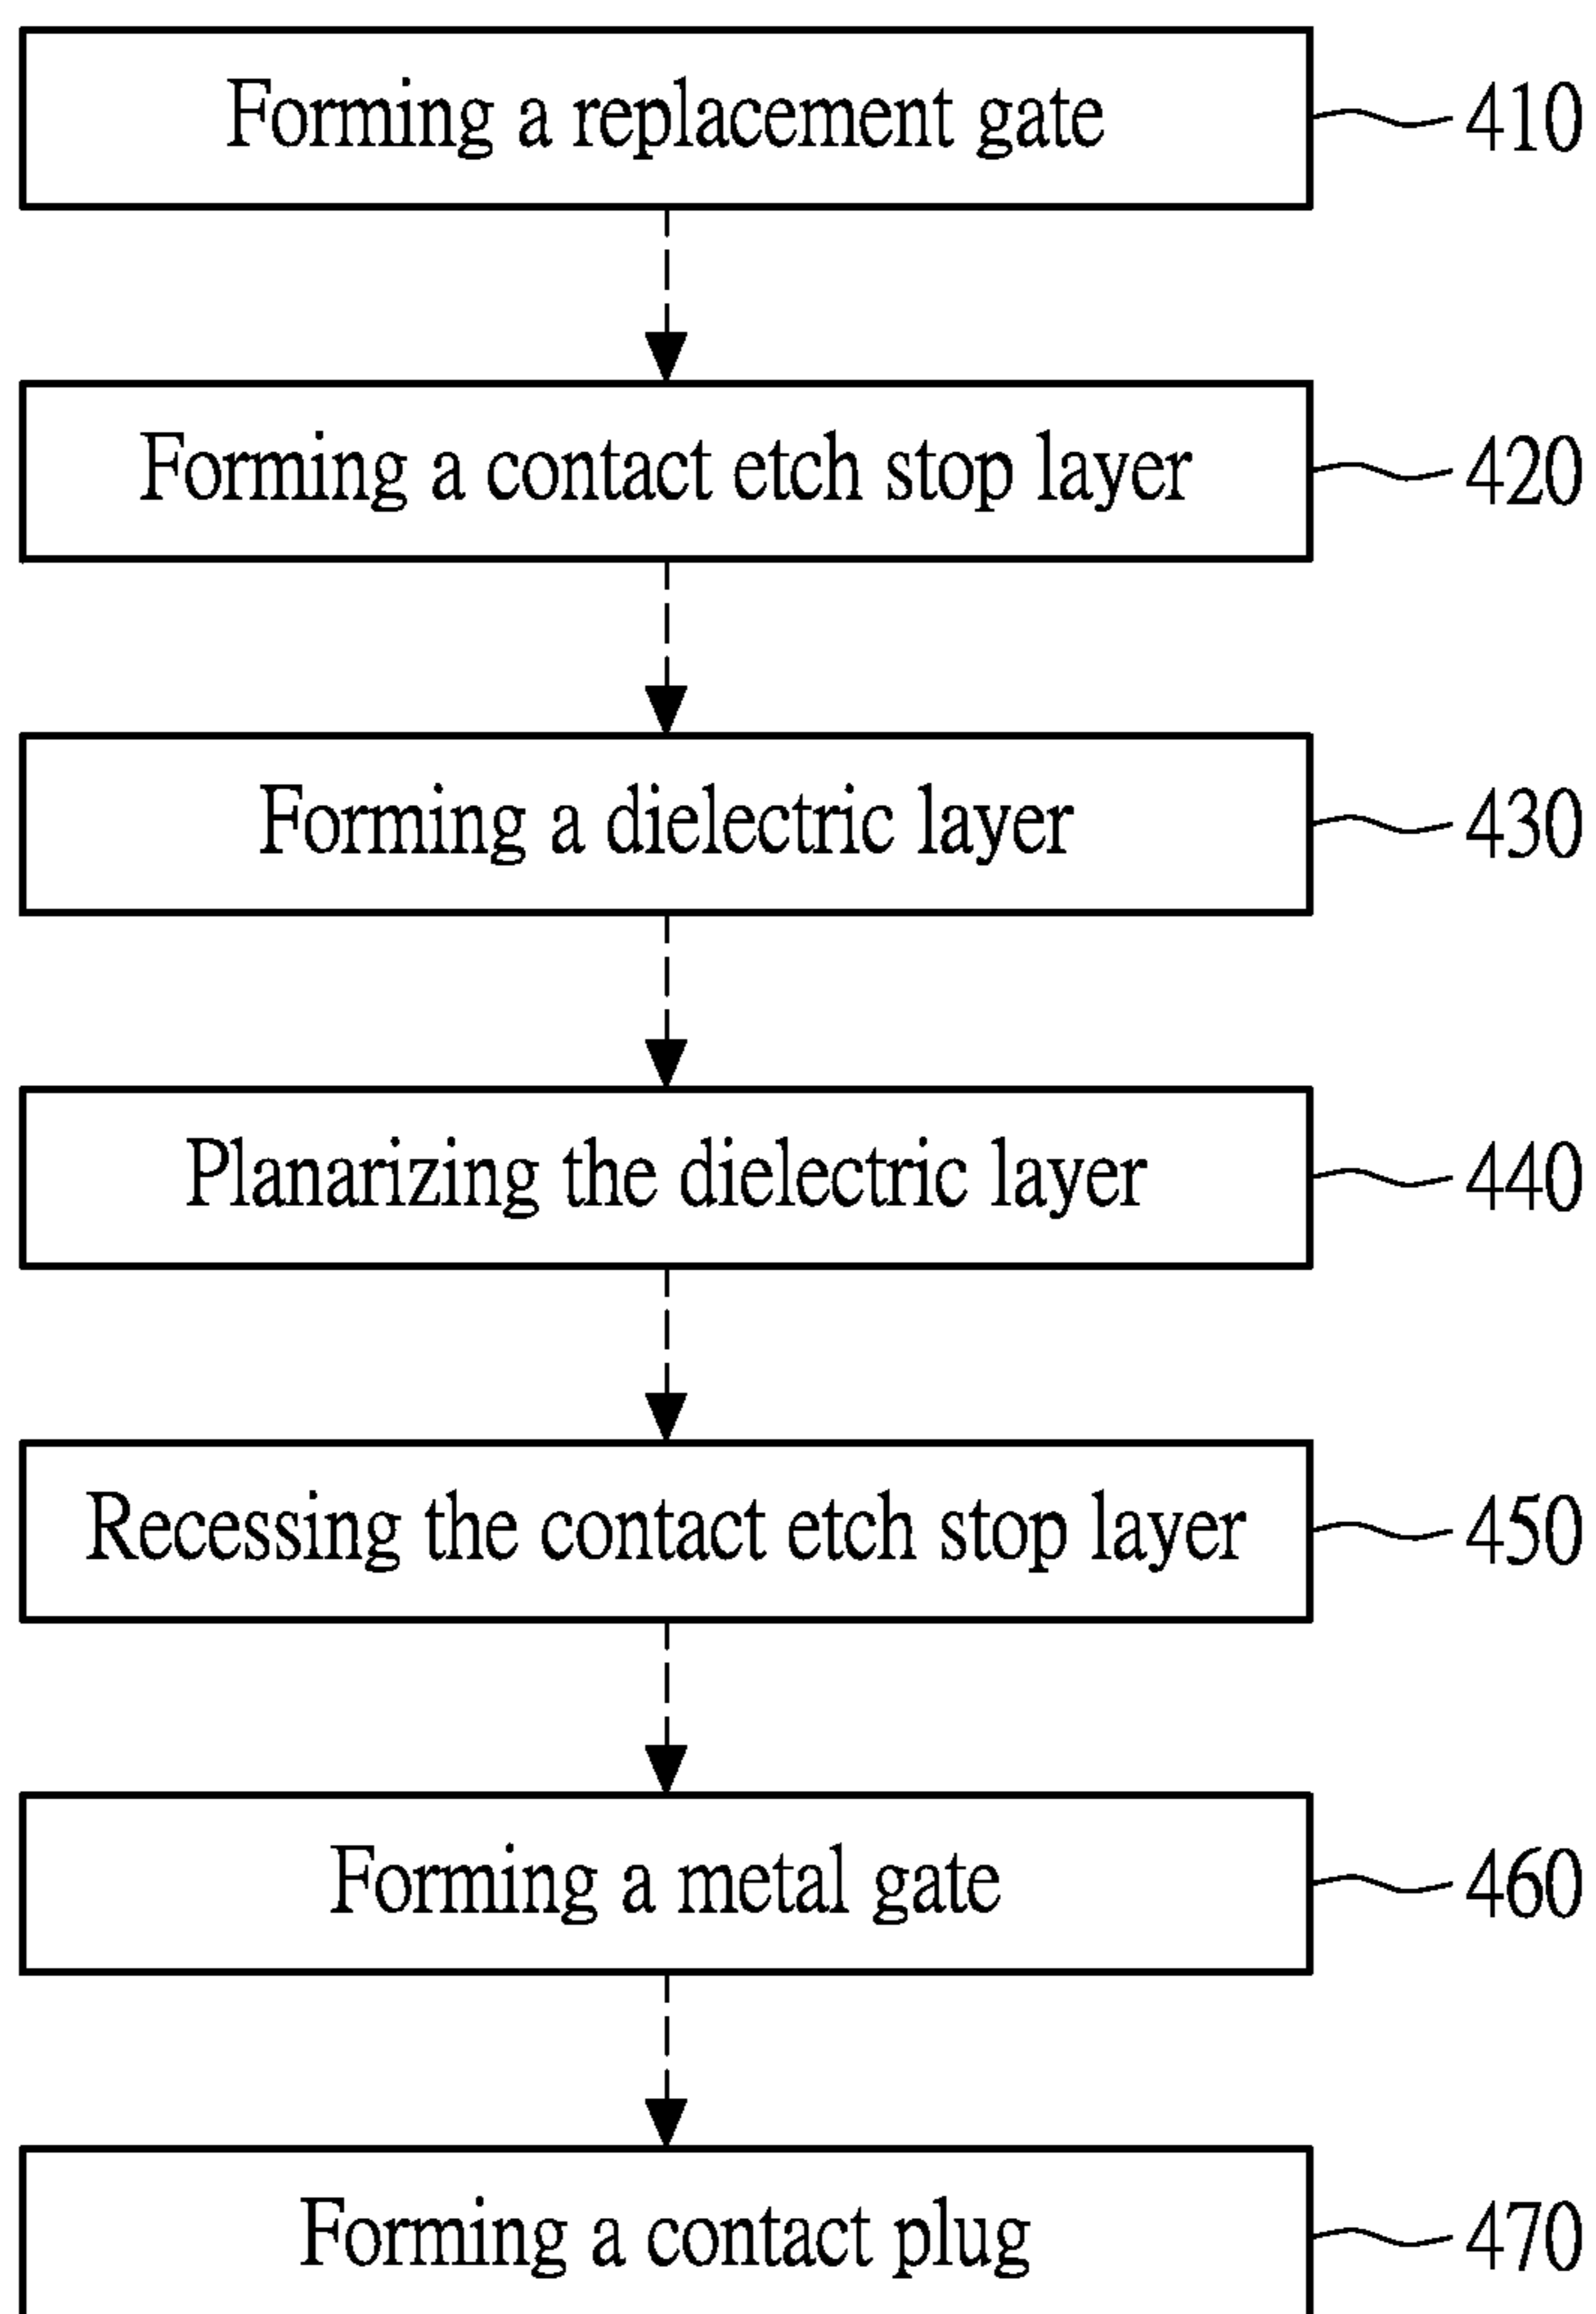 Forming a replacement gate 410
Forming a contact etch stop layer 420
Forming a dielectric layer 430
Planarizing the dielectric layer 440
Recessing the contact etch stop layer 450
Forming a metal gate 460
Forming a contact plug 470